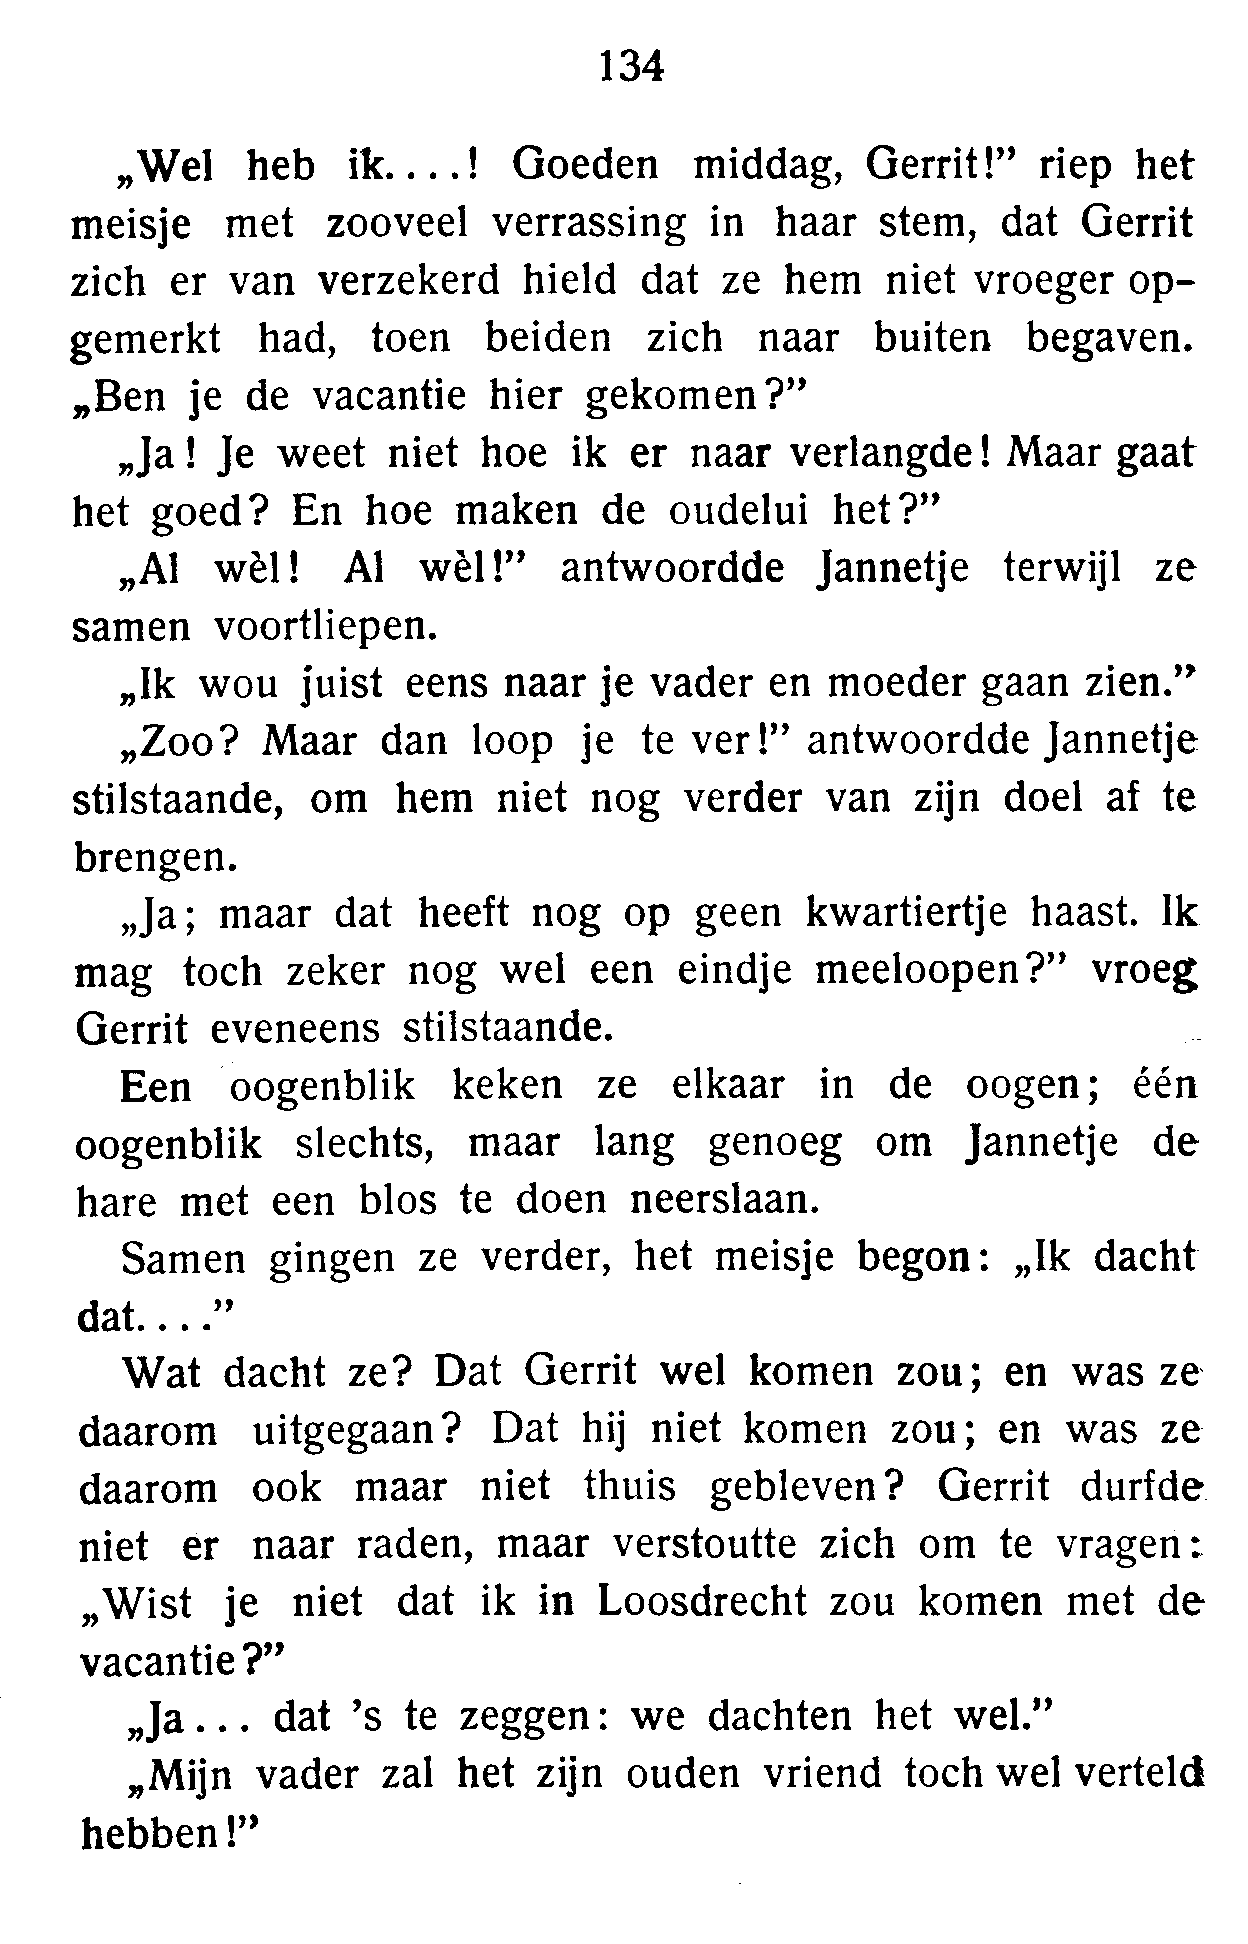 134
„Wel heb ik....! Goeden middag, Gerrit!” riep het
meisje met zooveel verrassing in haar stem, dat Gerrit
zich er van verzekerd hield dat ze hem niet vroeger op-
gemerkt had, toen beiden zich naar buiten begaven.
„Ben je de vacantie hier gekomen?”
„Ja! Je weet niet hoe ik er naar verlangde! Maar gaat
het goed? En hoe maken de oudelui het?”
„Al wèl! Al wèl!” antwoordde Jannetje terwijl ze
samen voortliepen.
„Ik wou juist eens naar je vader en moeder gaan zien.”
„Zoo? Maar dan loop je te ver!” antwoordde Jannetje
stilstaande, om hem niet nog verder van zijn doel af te
brengen.
„Ja; maar dat heeft nog op geen kwartiertje haast. Ik
mag toch zeker nog wel een eindje meeloopen?” vroeg
Gerrit eveneens stilstaande.
Een oogenblik keken ze elkaar in de oogen; één
oogenblik slechts, maar lang genoeg om Jannetje de
hare met een blos te doen neerslaan.
Samen gingen ze verder, het meisje begon: „Ik dacht
dat....”
Wat dacht ze? Dat Gerrit wel komen zou; en was ze
daarom uitgegaan? Dat hij niet komen zou; en was ze
daarom ook maar niet thuis gebleven? Gerrit durfde
niet er naar raden, maar verstoutte zich om te vragen:
„Wist je niet dat ik in Loosdrecht zou komen met de
vacantie?”
„Ja... dat 's te zeggen: we dachten het wel.”
„Mijn vader zal het zijn ouden vriend toch wel verteld
hebben!”